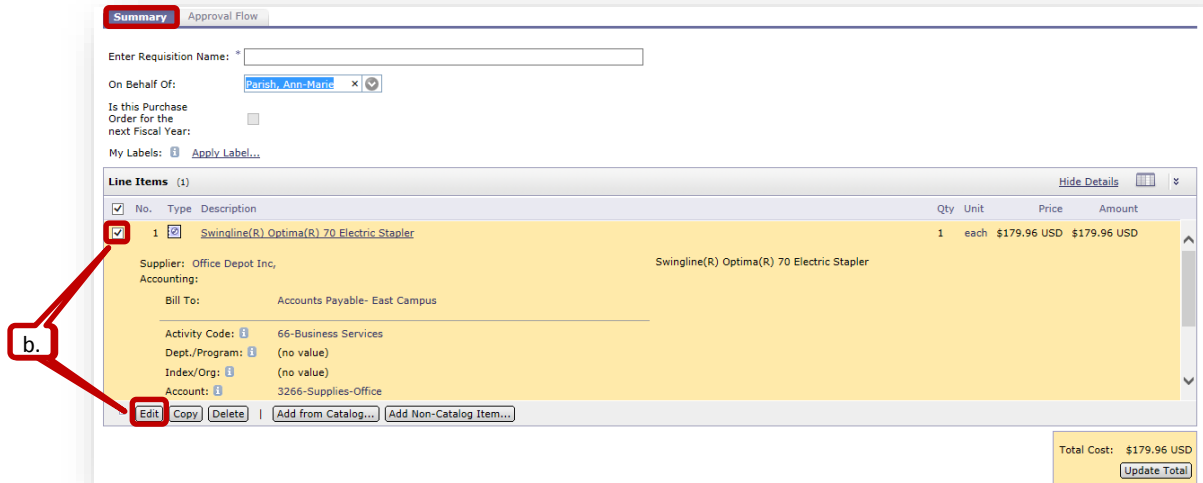 Summary Approval Flow
Enter Requisition Name: *
On Behalf Of: Parish, Ann-Marie ×
Is this Purchase
Order for the
next Fiscal Year:
My Labels: i Apply Label...
Line Items (1) Hide Details
No. Type Description Qty Unit Price Amount
1 Swingline(R) Optima(R) 70 Electric Stapler 1 each $179.96 USD $179.96 USD
Supplier: Office Depot Inc, Swingline(R) Optima(R) 70 Electric Stapler
Accounting:
Bill To: Accounts Payable- East Campus
Activity Code: i 66-Business Services
b.
Dept./Program: i (no value)
Index/Org: i (no value)
Account: i 3266-Supplies-Office
Edit Copy Delete | Add from Catalog... Add Non-Catalog Item...
Total Cost: $179.96 USD
Update Total